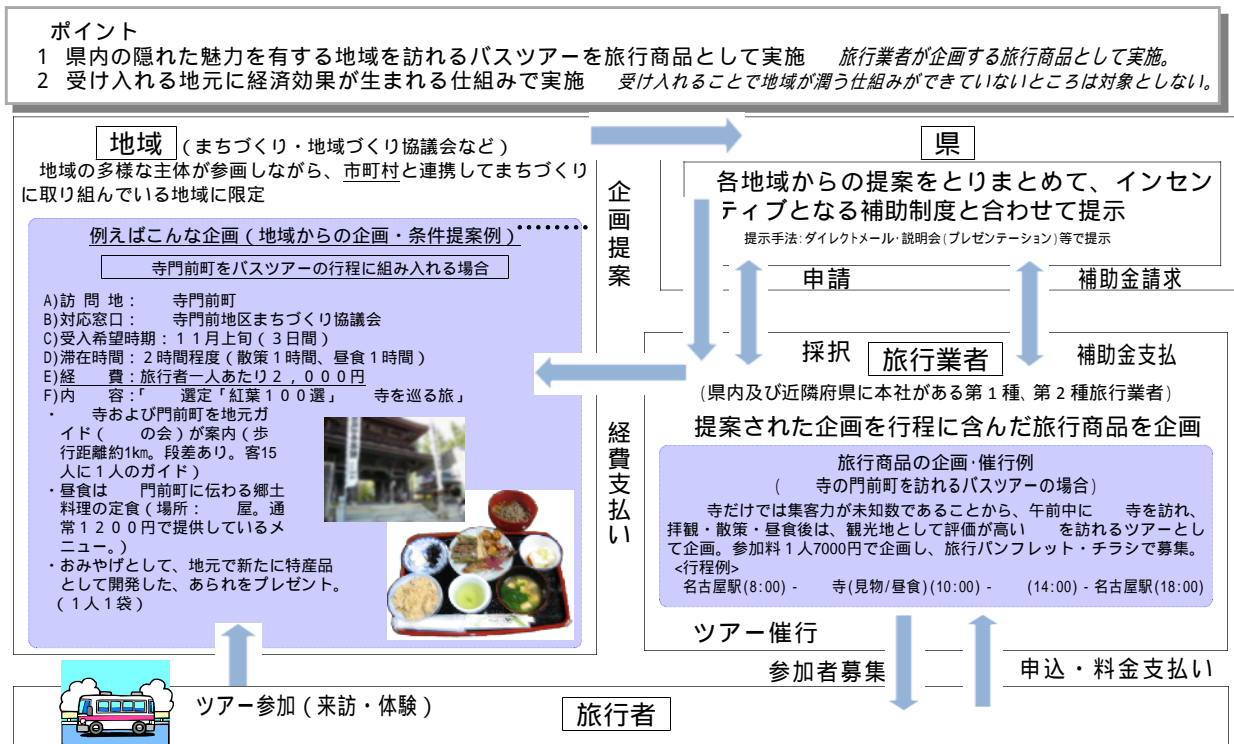 ポイント
1 県内の隠れた魅力を有する地域を訪れるバスツアーを旅行商品として実施 旅行業者が企画する旅行商品として実施。
2 受け入れる地元に経済効果が生まれる仕組みで実施 受け入れることで地域が潤う仕組みができていないところは対象としない。
地域(まちづくり・地域づくり協議会など)
地域の多様な主体が参画しながら、市町村と連携してまちづくり
に取り組んでいる地域に限定
例えばこんな企画(地域からの企画・条件提案例)
寺門前町をバスツアーの行程に組み入れる場合
A)訪問地: 寺門前町
B)対応窓口: 寺門前地区まちづくり協議会
C)受入希望時期:11月上旬(3日間)
D)滞在時間:2時間程度(散策1時間、昼食1時間)
E)経 費:旅行者一人あたり2,000円
F)内 容:「 選定「紅葉100選」 寺を巡る旅」
・ 寺および門前町を地元ガ
イド( の会)が案内(歩
行距離約1km。段差あり。客15
人に1人のガイド)
・昼食は 門前町に伝わる郷土
料理の定食(場所: 屋。通
常1200円で提供しているメ
ニュー。)
・おみやげとして、地元で新たに特産品
として開発した、あられをプレゼント。
(1人1袋)
企画提案
経費支払い
県
各地域からの提案をとりまとめて、インセン
ティブとなる補助制度と合わせて提示
提示手法:ダイレクトメール・説明会(プレゼンテーション)等で提示
申請
補助金請求
採択
補助金支払
旅行業者
(県内及び近隣府県に本社がある第1種、第2種旅行業者)
提案された企画を行程に含んだ旅行商品を企画
旅行商品の企画・催行例
( 寺の門前町を訪れるバスツアーの場合)
寺だけでは集客力が未知数であることから、午前中に 寺を訪れ、
拝観・散策・昼食後は、観光地として評価が高い を訪れるツアーとし
て企画。参加料1人7000円で企画し、旅行パンフレット・チラシで募集。
<行程例>
名古屋駅(8:00) - 寺(見物/昼食)(10:00) - (14:00) - 名古屋駅(18:00)
ツアー催行
参加者募集
申込・料金支払い
ツアー参加(来訪・体験)
旅行者